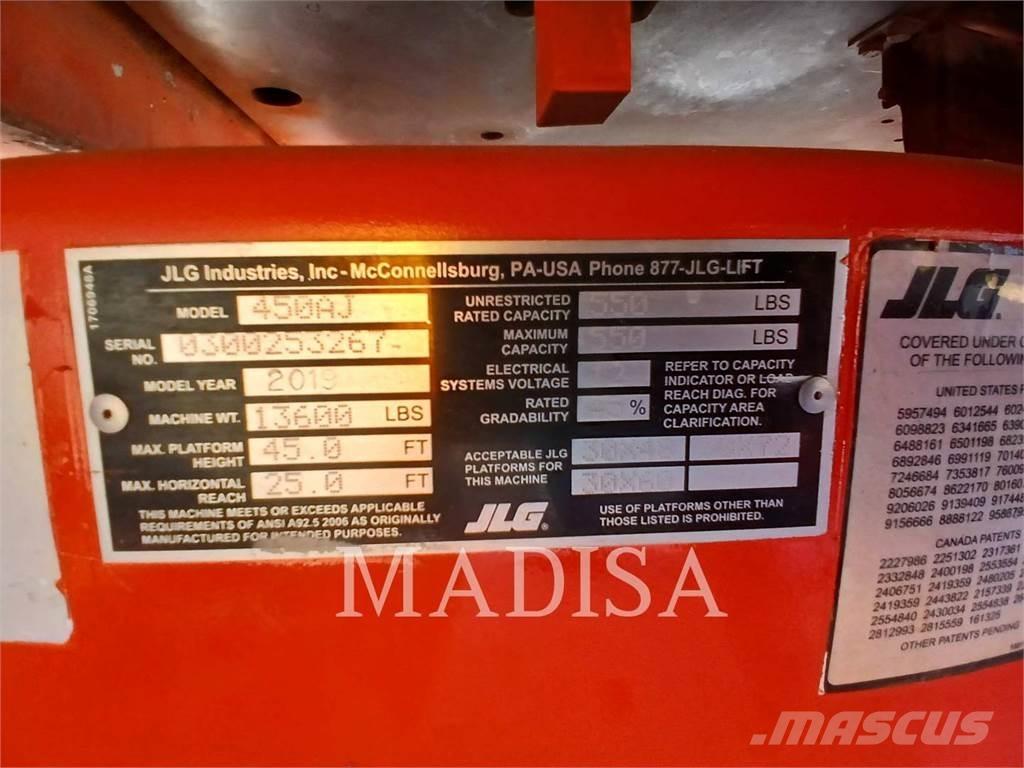 1706948A
JLG Industries, Inc - McConnellsburg, PA-USA Phone 877-JLG-LIFT
MODEL 450AJ
SERIAL NO. 0300253267
MODEL YEAR 2019
MACHINE WT. 13600 LBS
MAX. PLATFORM HEIGHT 45.0 FT
MAX. HORIZONTAL REACH 25.0 FT
THIS MACHINE MEETS OR EXCEEDS APPLICABLE
REQUIREMENTS OF ANSI A92.5 2006 AS ORIGINALLY
MANUFACTURED FOR INTENDED PURPOSES.
UNRESTRICTED RATED CAPACITY 550 LBS
MAXIMUM CAPACITY 550 LBS
ELECTRICAL SYSTEMS VOLTAGE
RATED GRADABILITY %
REFER TO CAPACITY
INDICATOR OR LOAD
REACH DIAG. FOR
CAPACITY AREA
CLARIFICATION.
ACCEPTABLE JLG
PLATFORMS FOR
THIS MACHINE
JLG
USE OF PLATFORMS OTHER THAN
THOSE LISTED IS PROHIBITED.
JLG
COVERED UNDER
OF THE FOLLOWIN
UNITED STATES
5957494 6012544
6098823 6341665
6488161 6501198
6892846 6991119
7246684 7353817
8056674 8622170
9206026 9139409
9156666 8888122
CANADA PATENTS
2227986 2251302 2317361
2332848 2400198 2553554
2406751 2419359 2480205
2419359 2443822 2157339
2554840 2430034 2554838
2812993 2815559 161325
OTHER PATENTS PENDING
MADISA
MASCUS